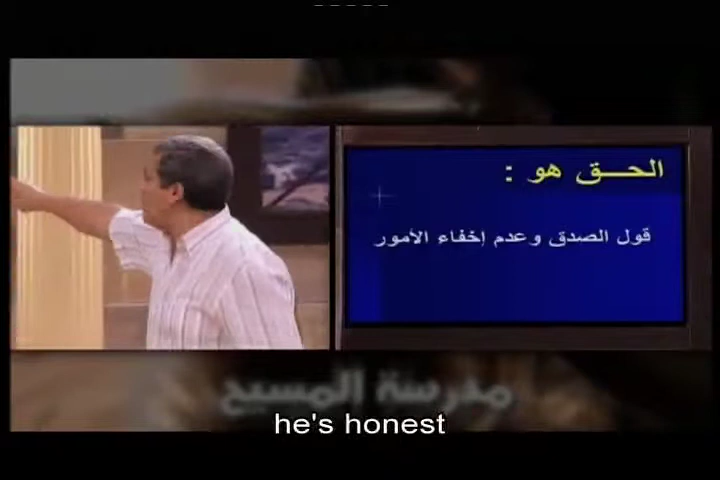 الحـــق هو :
قول الصدق وعدم إخفاء الأمور
مدرسة المسيح
he's honest